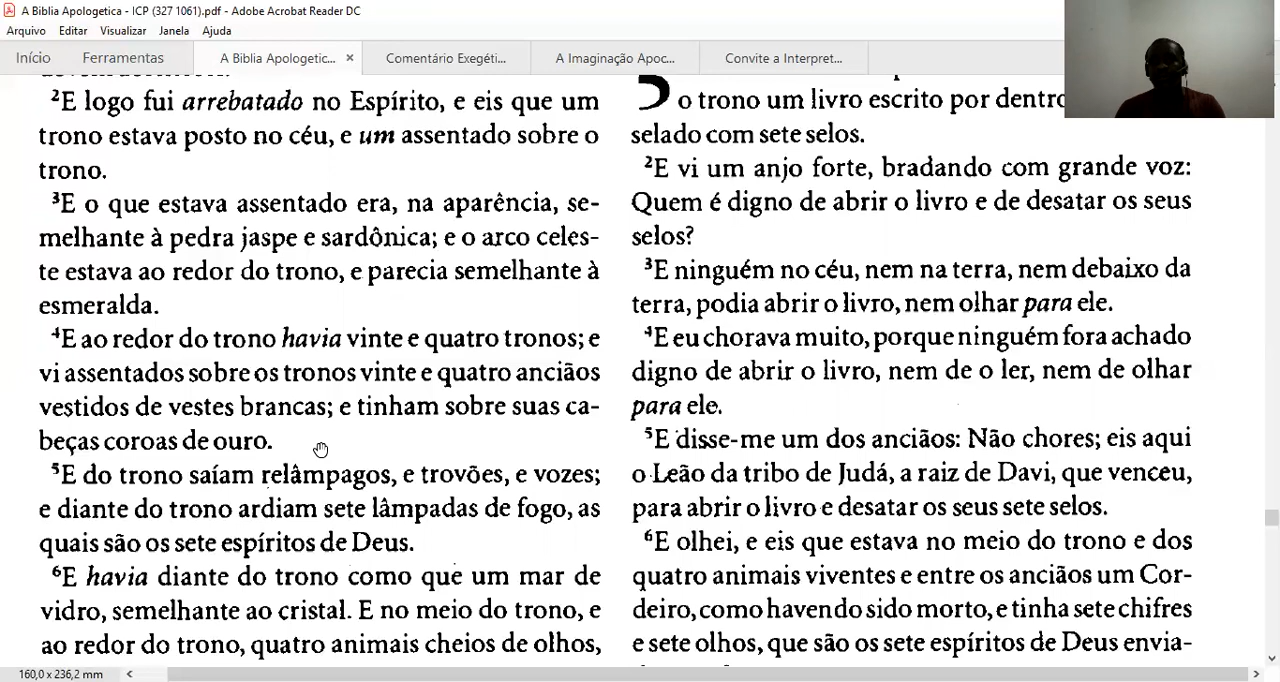 A Biblia Apologetica - ICP (327 1061).pdf - Adobe Acrobat Reader DC
Arquivo Editar Visualizar Janela Ajuda
Início Ferramentas A Biblia Apologetic... × Comentário Exegéti... A Imaginação Apoc... Convite a Interpret...
²E logo fui arrebatado no Espírito, e eis que um
trono estava posto no céu, e um assentado sobre o
trono.
³E o que estava assentado era, na aparência, se-
melhante à pedra jaspe e sardônica; e o arco celes-
te estava ao redor do trono, e parecia semelhante à
esmeralda.
⁴E ao redor do trono havia vinte e quatro tronos; e
vi assentados sobre os tronos vinte e quatro anciãos
vestidos de vestes brancas; e tinham sobre suas ca-
beças coroas de ouro.
⁵E do trono saíam relâmpagos, e trovões, e vozes;
e diante do trono ardiam sete lâmpadas de fogo, as
quais são os sete espíritos de Deus.
⁶E havia diante do trono como que um mar de
vidro, semelhante ao cristal. E no meio do trono, e
ao redor do trono, quatro animais cheios de olhos,
o trono um livro escrito por dentro
selado com sete selos.
²E vi um anjo forte, bradando com grande voz:
Quem é digno de abrir o livro e de desatar os seus
selos?
³E ninguém no céu, nem na terra, nem debaixo da
terra, podia abrir o livro, nem olhar para ele.
⁴E eu chorava muito, porque ninguém fora achado
digno de abrir o livro, nem de o ler, nem de olhar
para ele.
⁵E disse-me um dos anciãos: Não chores; eis aqui
o Leão da tribo de Judá, a raiz de Davi, que venceu,
para abrir o livro e desatar os seus sete selos.
⁶E olhei, e eis que estava no meio do trono e dos
quatro animais viventes e entre os anciãos um Cor-
deiro, como havendo sido morto, e tinha sete chifres
e sete olhos, que são os sete espíritos de Deus envia-
160,0 x 236,2 mm